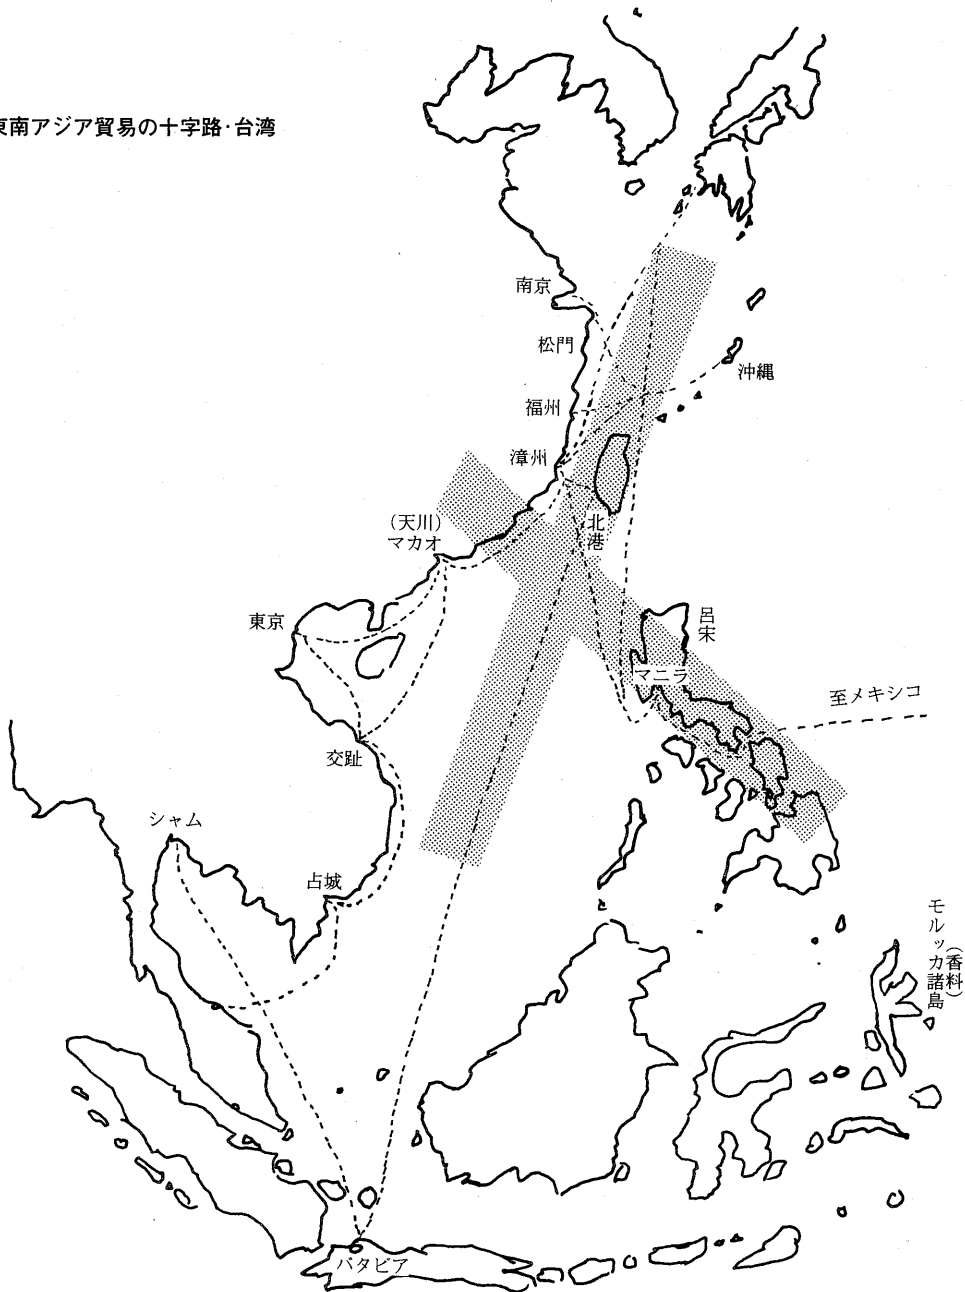 東南アジア貿易の十字路・台湾
南京
松門
沖縄
福州
漳州
（天川）
マカオ
北港
東京
呂宋
マニラ
至メキシコ
交趾
シャム
占城
モルッカ諸島
（香料）
バタビア